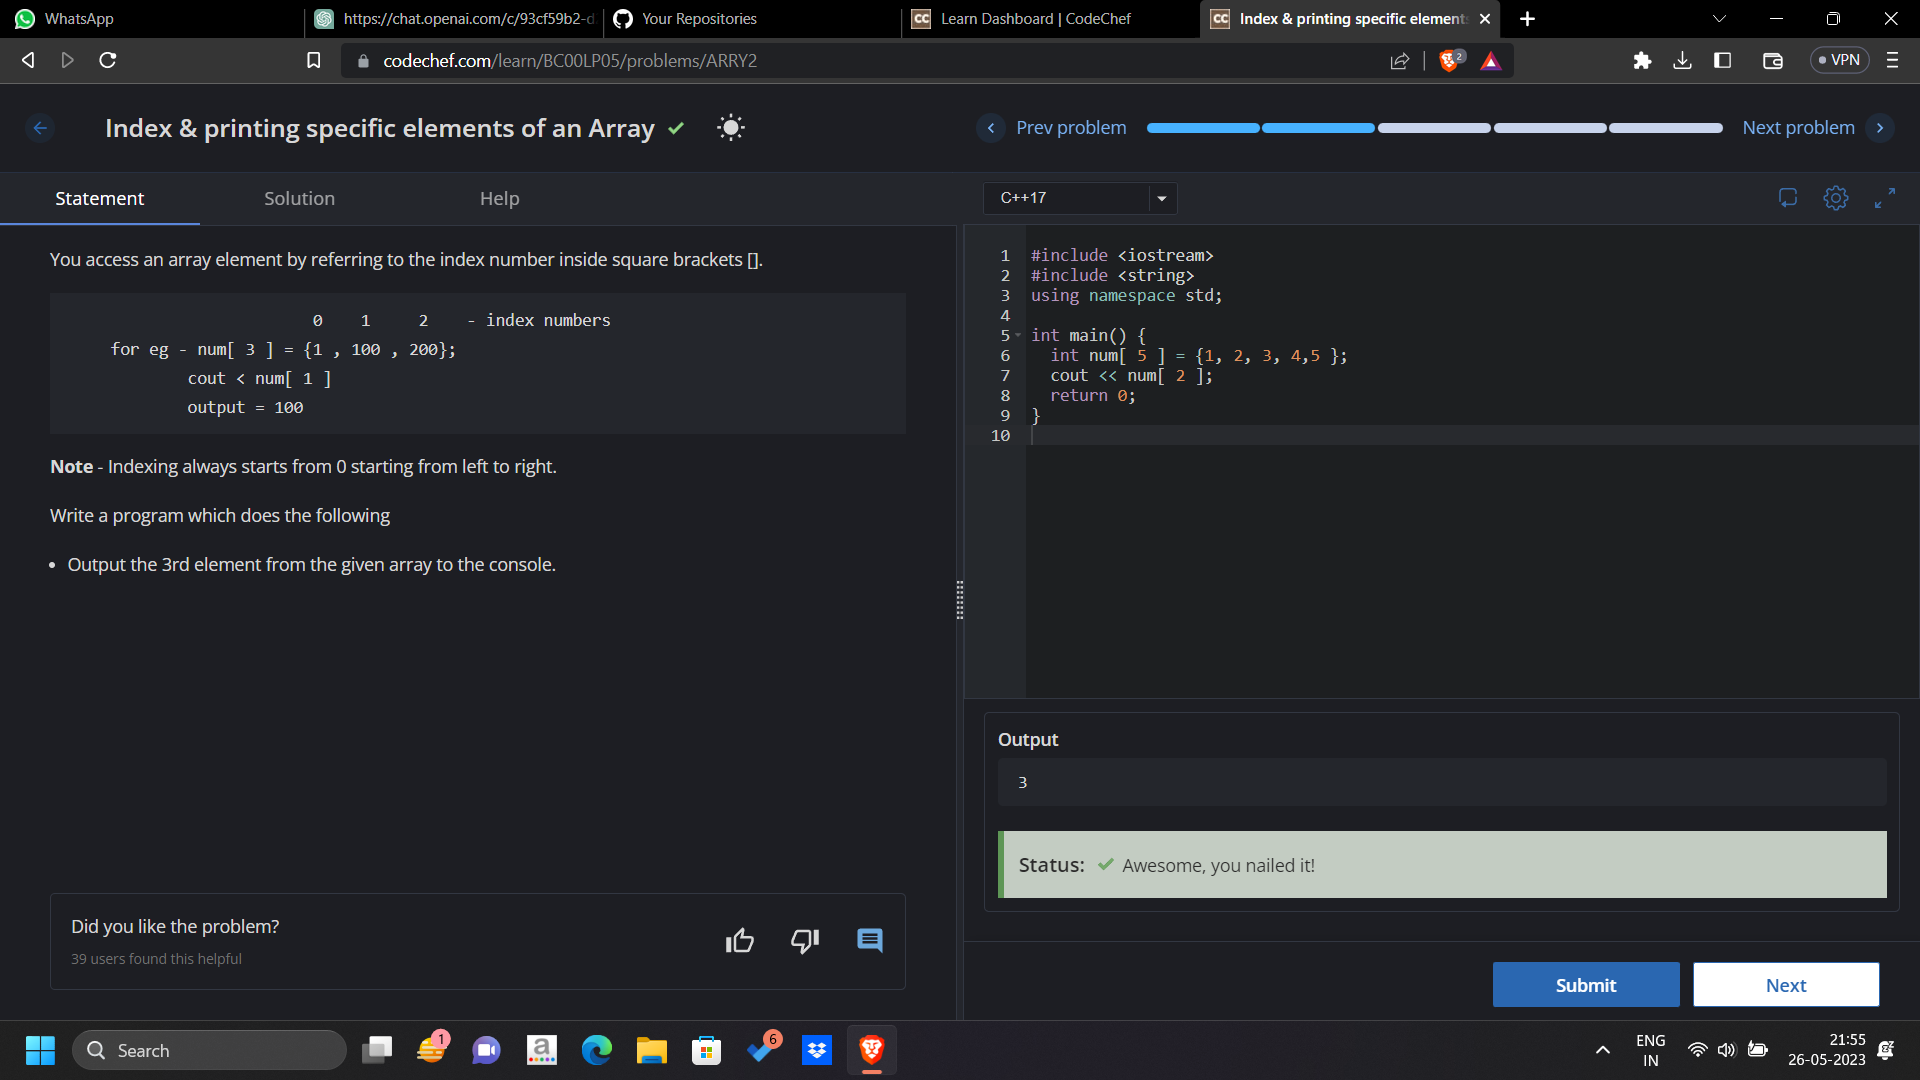 WhatsApp
https://chat.openai.com/c/93cf59b2-d
Your Repositories
Learn Dashboard | CodeChef
Index & printing specific element
codechef.com/learn/BC00LP05/problems/ARRY2
2
VPN
Index & printing specific elements of an Array
Prev problem
Next problem
Statement
Solution
Help
You access an array element by referring to the index number inside square brackets [].
0 1 2 - index numbers
for eg - num[ 3 ] = {1 , 100 , 200};
cout < num[ 1 ]
output = 100
Note - Indexing always starts from 0 starting from left to right.
Write a program which does the following
• Output the 3rd element from the given array to the console.
Did you like the problem?
39 users found this helpful
C++17
1 #include <iostream>
2 #include <string>
3 using namespace std;
4
5 int main() {
6 int num[ 5 ] = {1, 2, 3, 4,5 };
7 cout << num[ 2 ];
8 return 0;
9 }
10
Output
3
Status: Awesome, you nailed it!
Submit
Next
Search
1
6
ENG
IN
21:55
26-05-2023